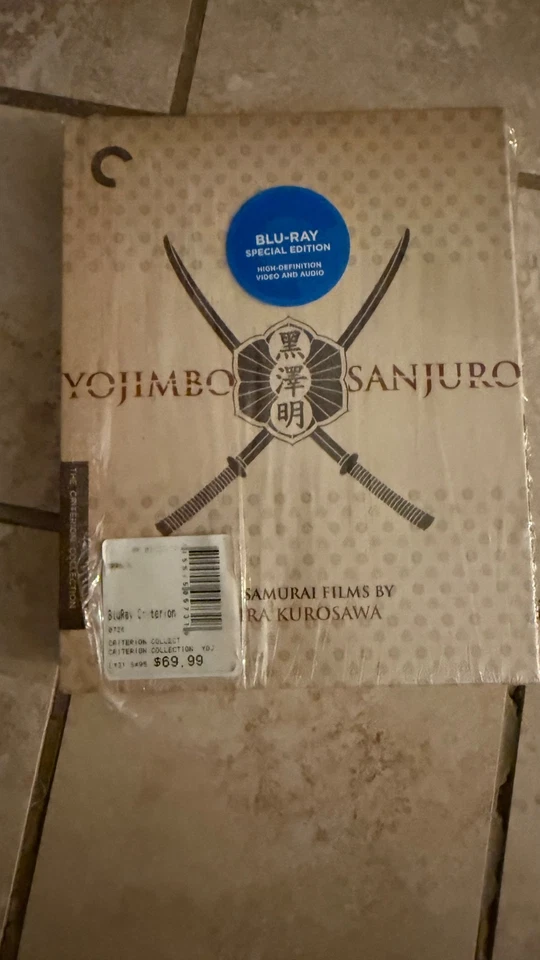 BLU-RAY
SPECIAL EDITION
HIGH-DEFINITION
VIDEO AND AUDIO
YOJIMBO
黒澤明
SANJURO
THE CRITERION COLLECTION
SAMURAI FILMS BY
RA KUROSAWA
BluRay Criterion
CRITERION COLLECT
CRITERION COLLECTION YOJ
$69.99